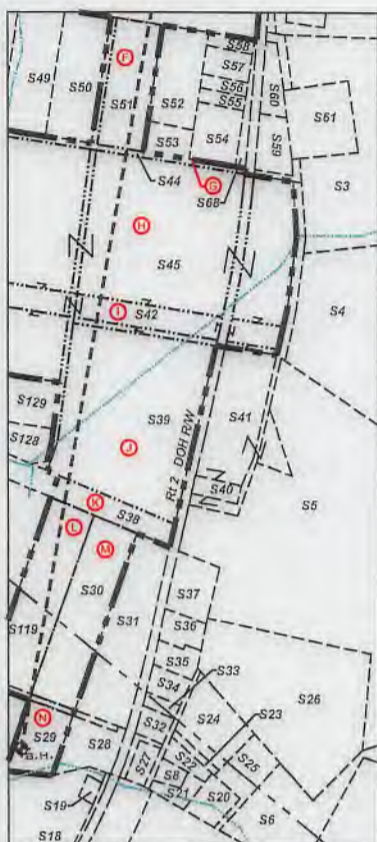 S58
F
S57
S49
S50
S51
S52
S56
S55
S60
S61
S53
S54
S59
S44
G
S68
S3
H
S45
I
S42
S4
S129
S39
S41
S128
J
Rt 2 DOH R/W
S40
S5
K
S38
L
M
S30
S37
S31
S36
S119
S35
S33
S34
S26
S24
S23
S32
N
S29
S28
S22
S25
B.H.
S27
S8
S20
S21
S19
S6
S18